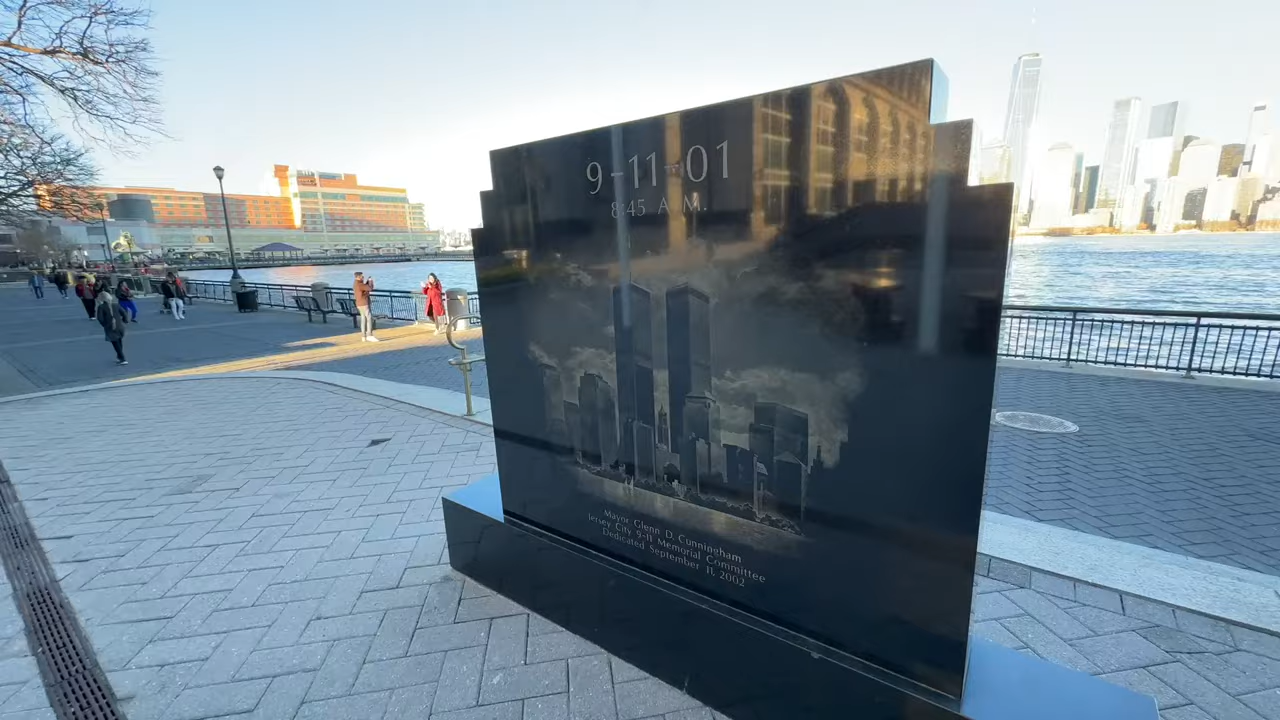 9-11-01
8:45 A.M.
Mayor Glenn D. Cunningham
Jersey City 9-11 Memorial Committee
Dedicated September 11, 2002